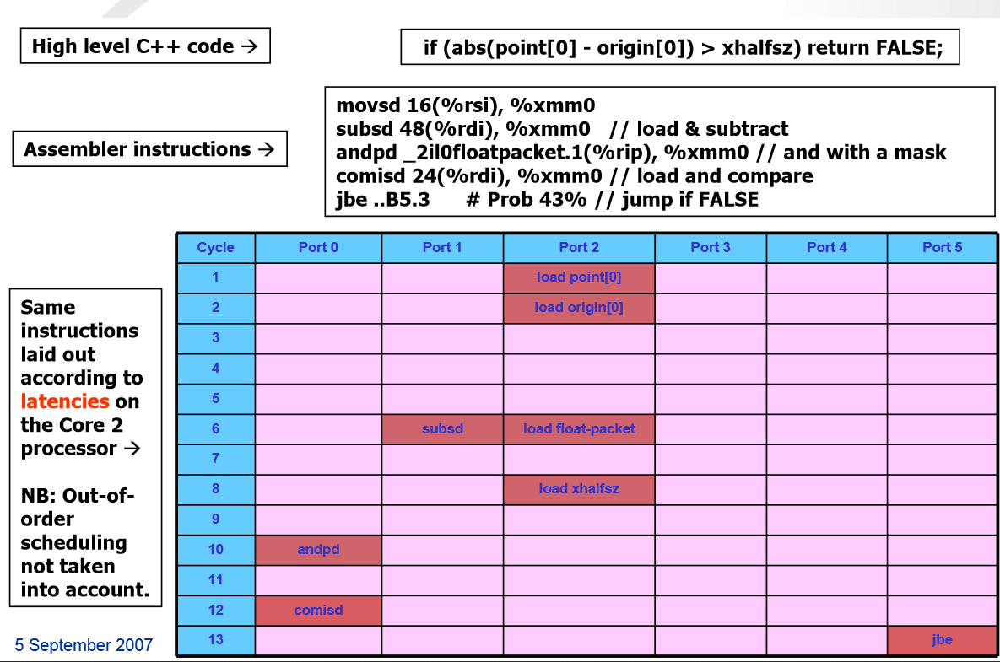 High level C++ code →
if (abs(point[0] - origin[0]) > xhalfsz) return FALSE;
Assembler instructions →
movsd 16(%rsi), %xmm0
subsd 48(%rdi), %xmm0 // load & subtract
andpd _2il0floatpacket.1(%rip), %xmm0 // and with a mask
comisd 24(%rdi), %xmm0 // load and compare
jbe ..B5.3 # Prob 43% // jump if FALSE
Same
instructions
laid out
according to
latencies on
the Core 2
processor →
NB: Out-of-
order
scheduling
not taken
into account.
Cycle Port 0 Port 1 Port 2 Port 3 Port 4 Port 5
1 load point[0]
2 load origin[0]
3
4
5
6 subsd load float-packet
7
8 load xhalfsz
9
10 andpd
11
12 comisd
13 jbe
5 September 2007